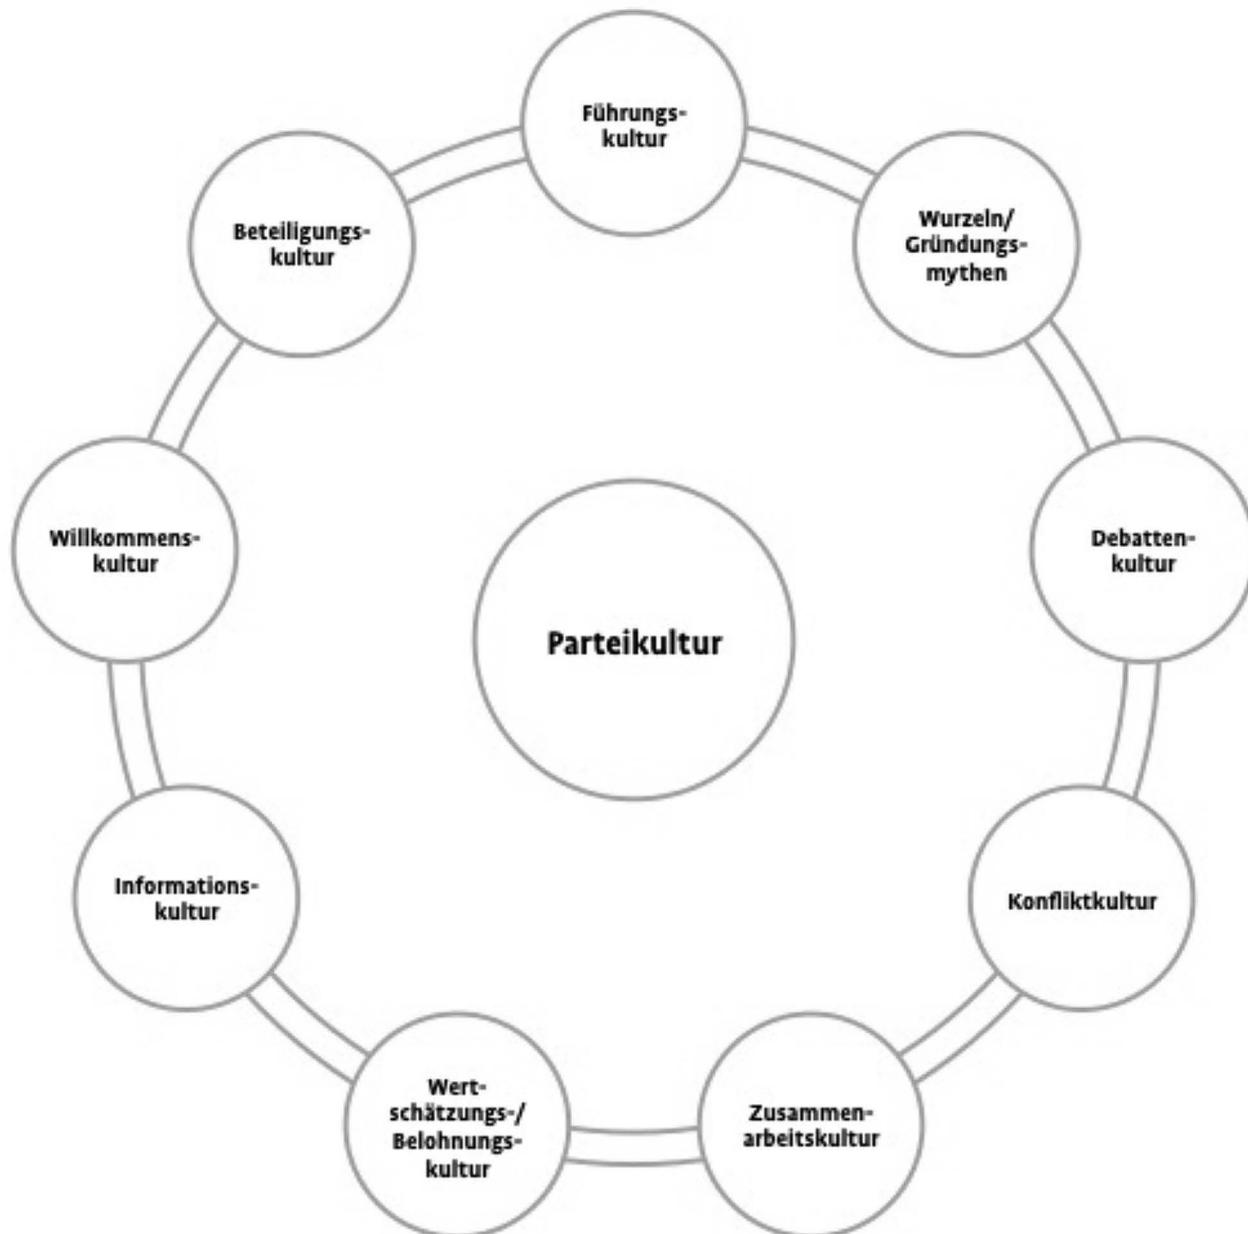 Führungs-
kultur
Wurzeln/
Gründungs-
mythen
Debatten-
kultur
Konfliktkultur
Zusammen-
arbeitskultur
Wert-
schätzungs-/
Belohnungs-
kultur
Informations-
kultur
Willkommens-
kultur
Beteiligungs-
kultur
Parteikultur